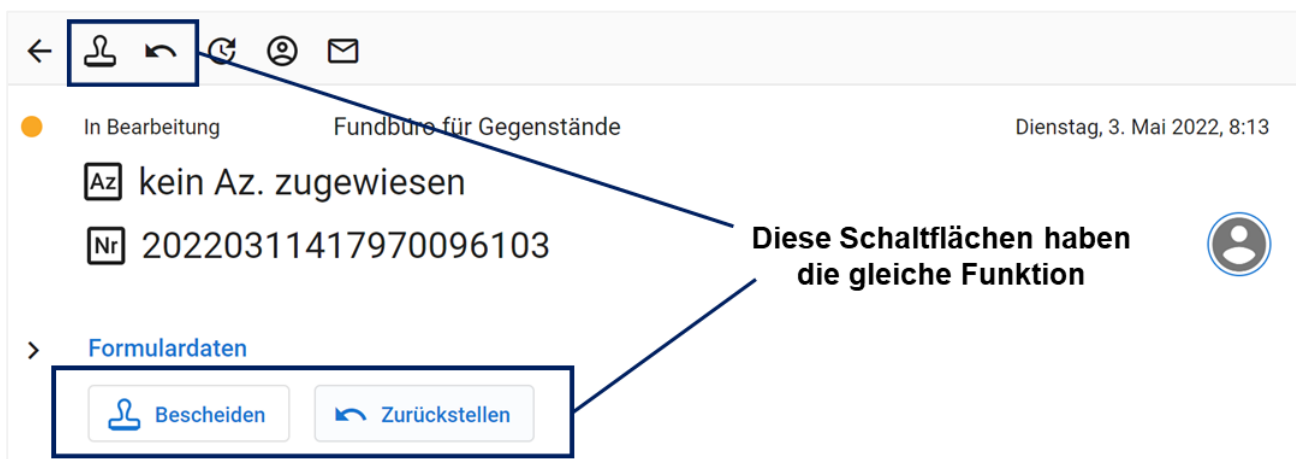 In Bearbeitung Fundbüro für Gegenstände Dienstag, 3. Mai 2022, 8:13
Az kein Az. zugewiesen
Nr 20220311417970096103
Diese Schaltflächen haben
die gleiche Funktion
Formulardaten
Bescheiden Zurückstellen